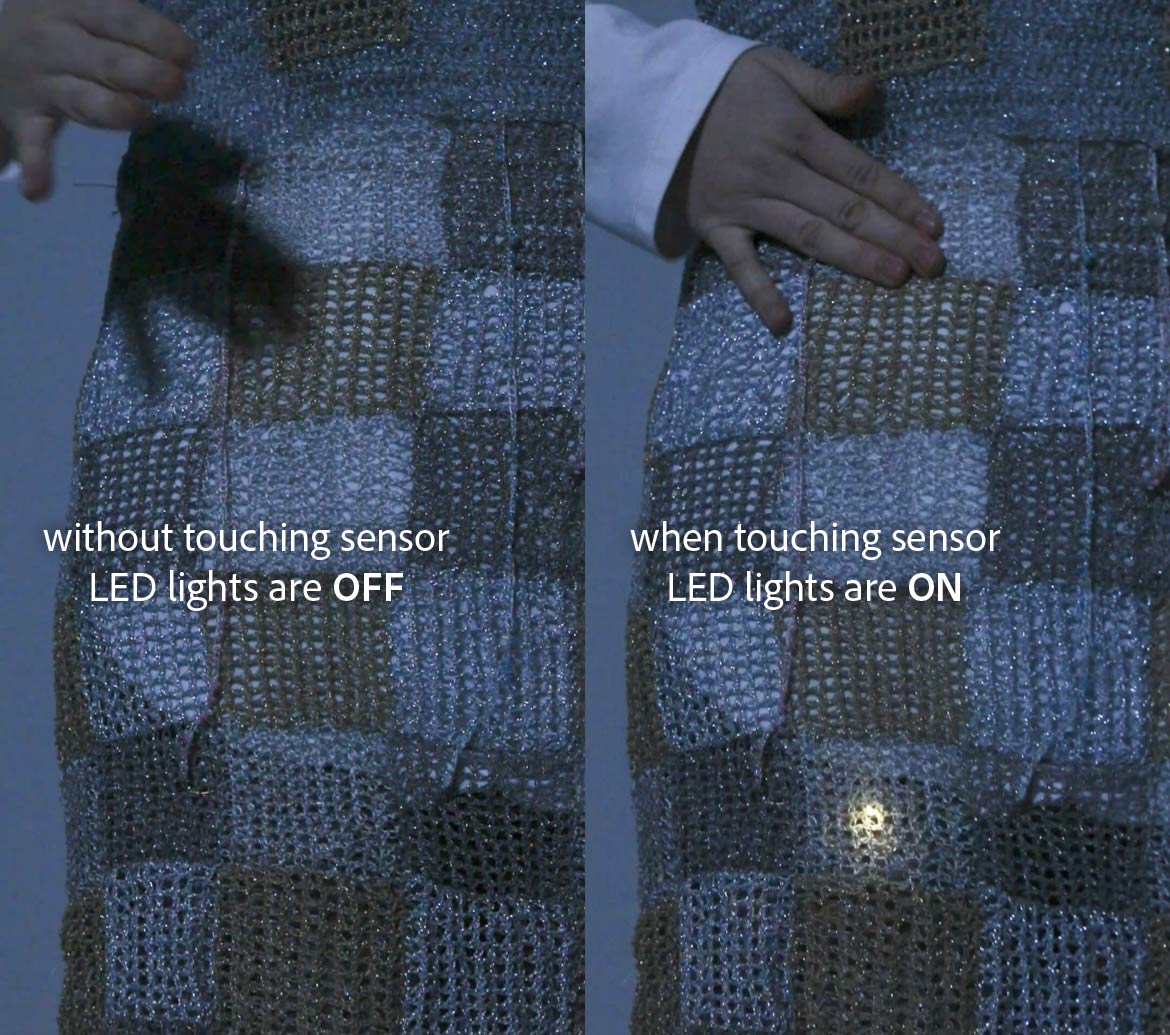 without touching sensor
LED lights are OFF
when touching sensor
LED lights are ON